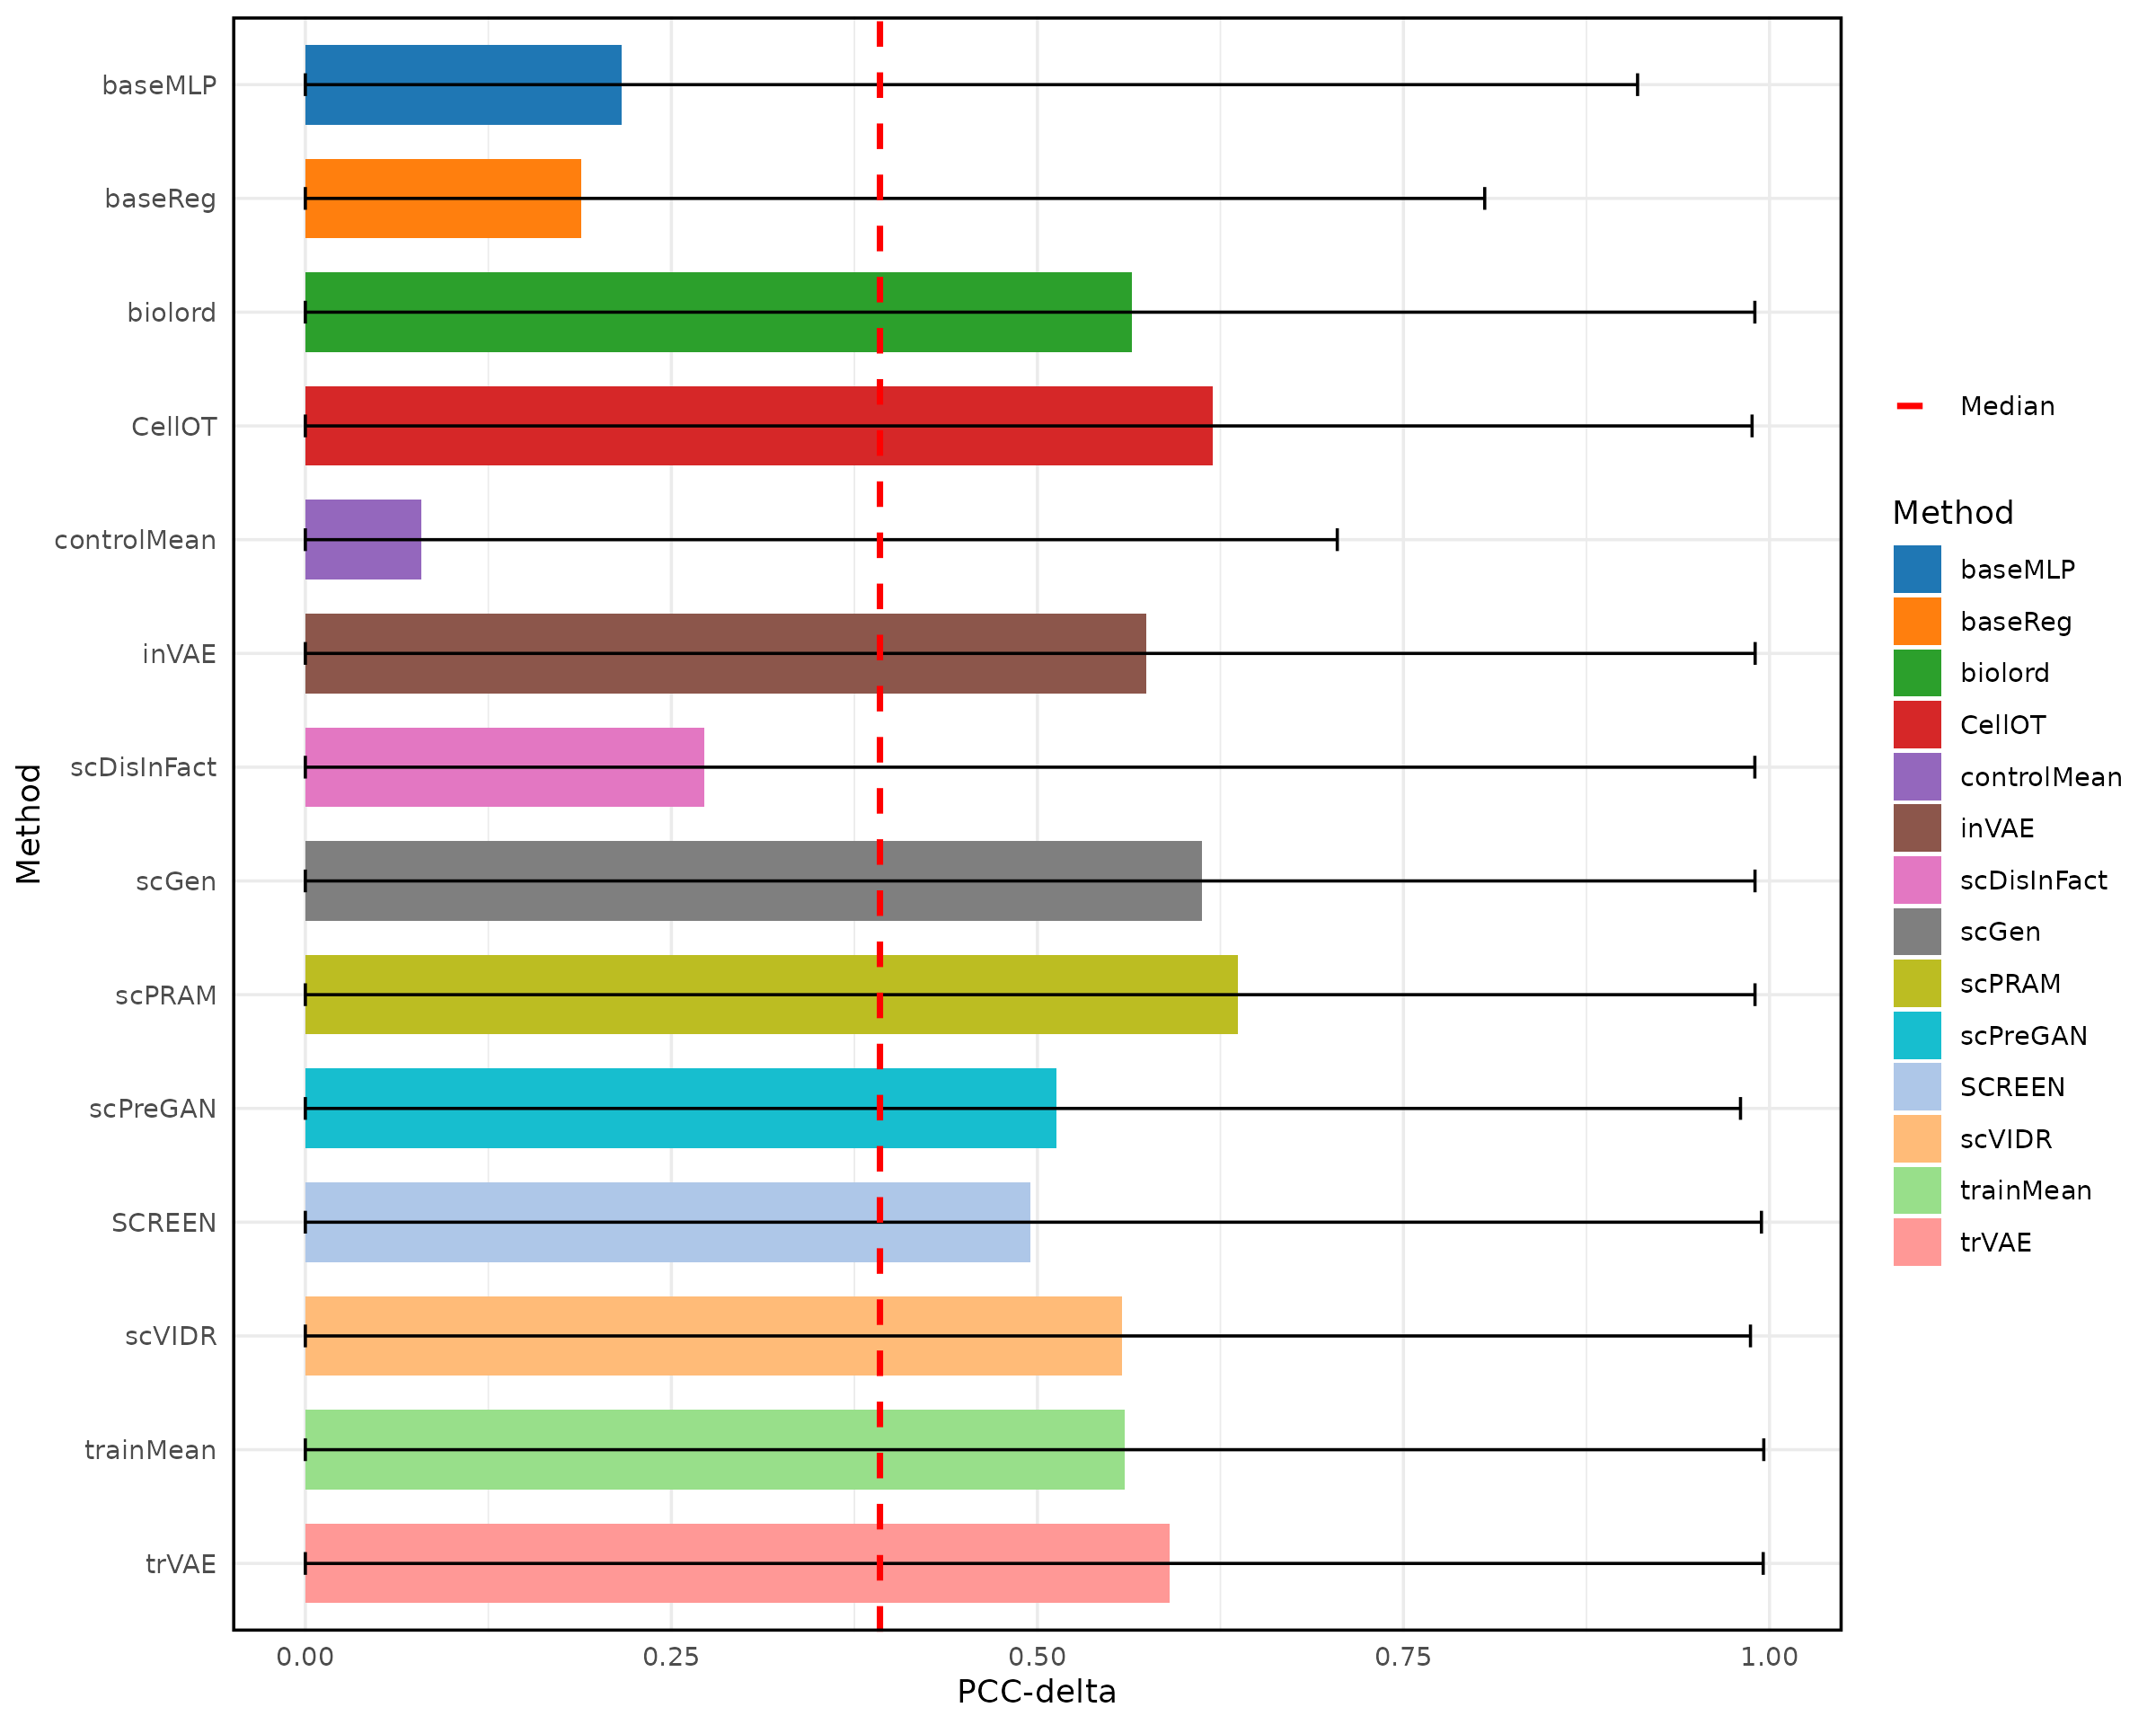 baseMLP
baseReg
biolord
CellOT
controlMean
inVAE
scDisInFact
scGen
scPRAM
scPreGAN
SCREEN
scVIDR
trainMean
trVAE
Method
0.00 0.25 0.50 0.75 1.00
PCC-delta
Median
Method
baseMLP
baseReg
biolord
CellOT
controlMean
inVAE
scDisInFact
scGen
scPRAM
scPreGAN
SCREEN
scVIDR
trainMean
trVAE